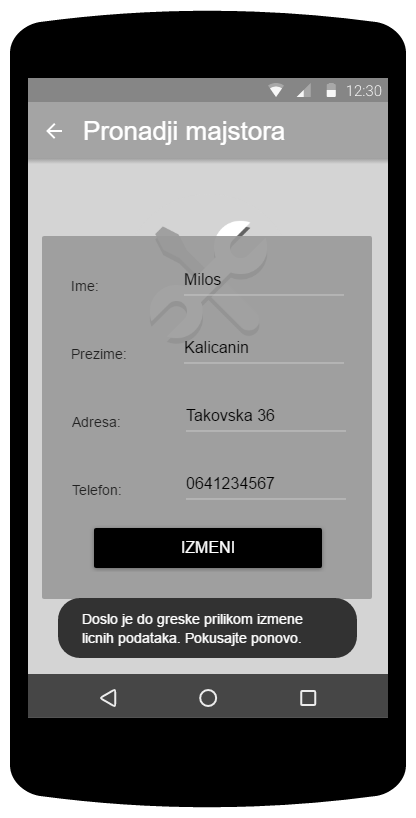 12:30
Pronadji majstora
Ime: Milos
Prezime: Kalicanin
Adresa: Takovska 36
Telefon: 0641234567
IZMENI
Doslo je do greske prilikom izmene
licnih podataka. Pokusajte ponovo.